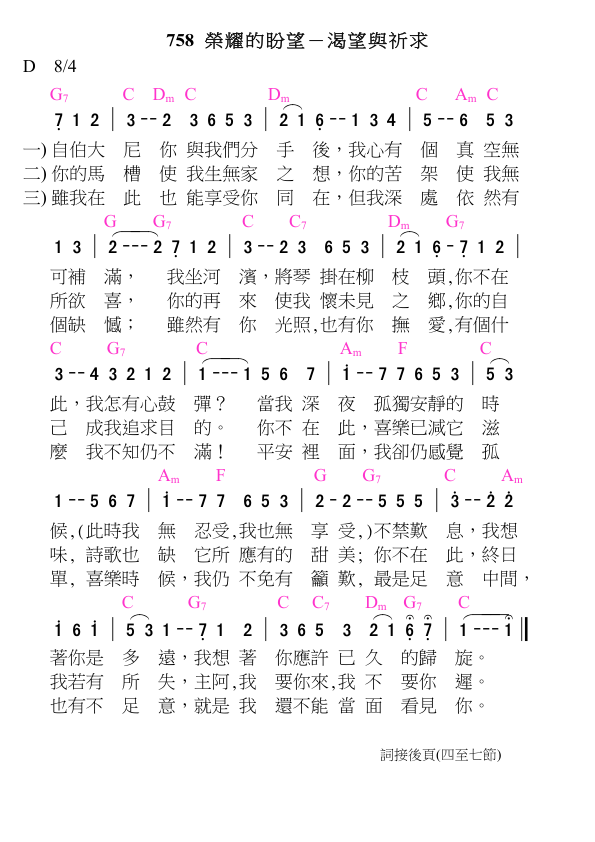 758 榮耀的盼望－渴望與祈求
D 8/4
G7 C Dm C Dm C Am C
7 1 2 | 3 -- 2 3 6 5 3 | 2 1 6 -- 1 3 4 | 5 -- 6 5 3
一) 自伯大 尼 你 與我們分 手 後，我心有 個 真 空無
二) 你的馬 槽 使 我生無家 之 想，你的苦 架 使 我無
三) 雖我在 此 也 能享受你 同 在，但我深 處 依 然有
G G7 C C7 Dm G7
1 3 | 2 --- 2 7 1 2 | 3 -- 2 3 6 5 3 | 2 1 6 - 7 1 2 |
可補 滿， 我坐河 濱，將琴 掛在柳 枝 頭,你不在
所欲 喜， 你的再 來 使我 懷未見 之 鄉,你的自
個缺 憾； 雖然有 你 光照,也有你 撫 愛,有個什
C G7 C Am F C
3 -- 4 3 2 1 2 | 1 --- 1 5 6 7 | 1 -- 7 7 6 5 3 | 5 3
此，我怎有心鼓 彈？ 當我 深 夜 孤獨安靜的 時
己 成我追求目 的。 你不 在 此，喜樂已減它 滋
麼 我不知仍不 滿！ 平安 裡 面，我卻仍感覺 孤
Am F G G7 C Am
1 -- 5 6 7 | 1 -- 7 7 6 5 3 | 2 - 2 -- 5 5 5 | 3 -- 2 2
候,(此時我 無 忍受,我也無 享 受,)不禁歎 息，我想
味, 詩歌也 缺 它所 應有的 甜 美; 你不在 此，終日
單, 喜樂時 候，我仍 不免有 籲 歎, 最是足 意 中間，
C G7 C C7 Dm G7 C
1 6 1 | 5 3 1 -- 7 1 2 | 3 6 5 3 2 1 6 7 | 1 --- 1 ‖
著你是 多 遠，我想 著 你應許 已 久 的歸 旋。
我若有 所 失，主阿,我 要你來,我 不 要你 遲。
也有不 足 意，就是 我 還不能 當 面 看見 你。
詞接後頁(四至七節)